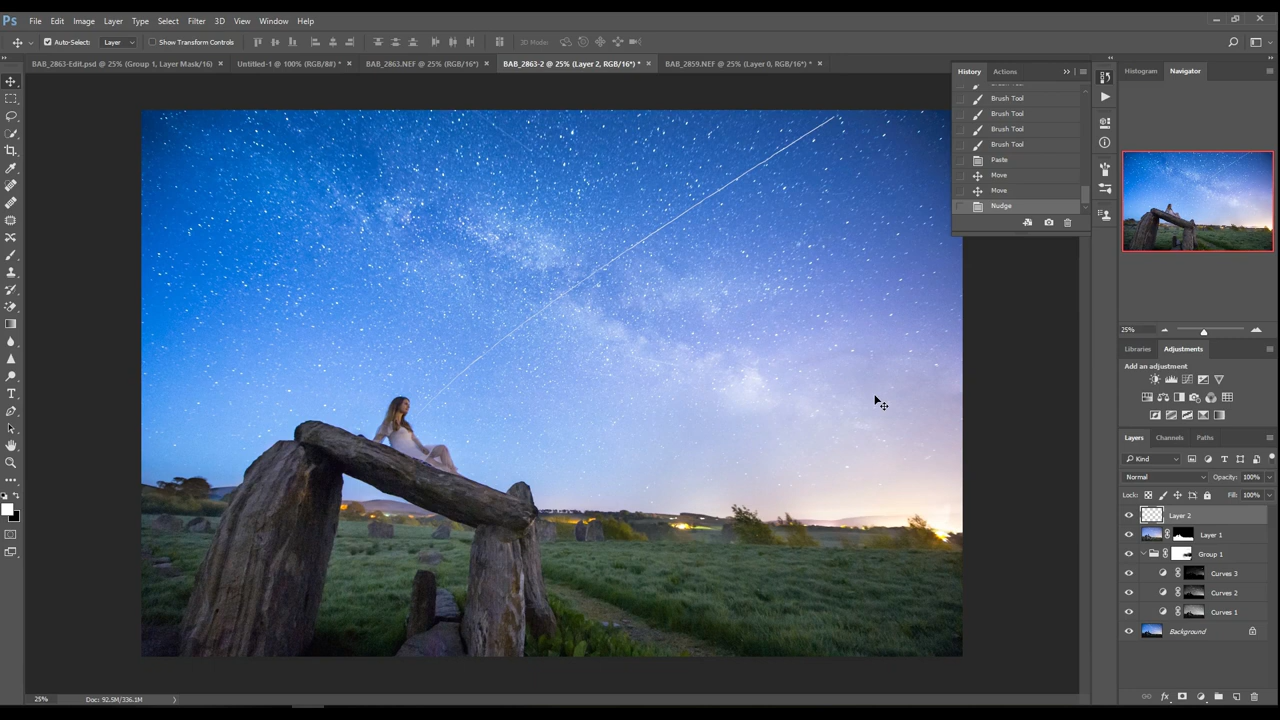 Ps File Edit Image Layer Type Select Filter 3D View Window Help
Auto-Select: Layer Show Transform Controls 3D Mode:
BAB_2863-Edit.psd @ 25% (Group 1, Layer Mask/16) Untitled-1 @ 100% (RGB/8#) * BAB_2863.NEF @ 25% (RGB/16*) BAB_2863-2 @ 25% (Layer 2, RGB/16*) * BAB_2859.NEF @ 25% (Layer 0, RGB/16*) *
History Actions
Brush Tool
Brush Tool
Brush Tool
Brush Tool
Paste
Move
Move
Nudge
Histogram Navigator
25%
Libraries Adjustments
Add an adjustment
Layers Channels Paths
Kind
Normal Opacity: 100%
Lock: Fill: 100%
Layer 2
Layer 1
Group 1
Curves 3
Curves 2
Curves 1
Background
25% Doc: 92.5M/336.1M